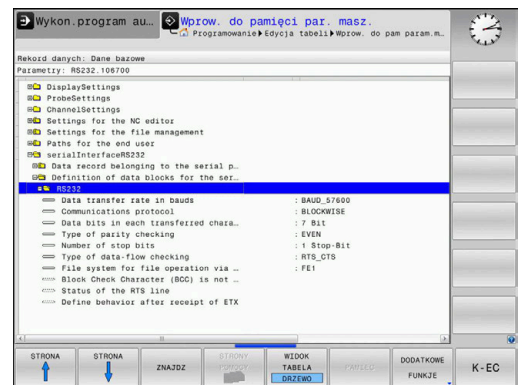 Wykon.program au...
Wprow. do pamięci par. masz.
Programowanie▸Edycja tabeli▸Wprow. do pam param.m…
Rekord danych: Dane bazowe
Parametry: RS232.106700
DisplaySettings
ProbeSettings
ChannelSettings
Settings for the NC editor
Settings for the file management
Paths for the end user
serialInterfaceRS232
Data record belonging to the serial p…
Definition of data blocks for the ser…
RS232
Data transfer rate in bauds : BAUD_57600
Communications protocol : BLOCKWISE
Data bits in each transferred chara… : 7 Bit
Type of parity checking : EVEN
Number of stop bits : 1 Stop-Bit
Type of data-flow checking : RTS_CTS
File system for file operation via … : FE1
Block Check Character (BCC) is not …
Status of the RTS line
Define behavior after receipt of ETX
STRONA
STRONA
ZNAJDZ
STRONY
WIDOK
TABELA
DRZEWO
DODATKOWE
FUNKJE
K-EC